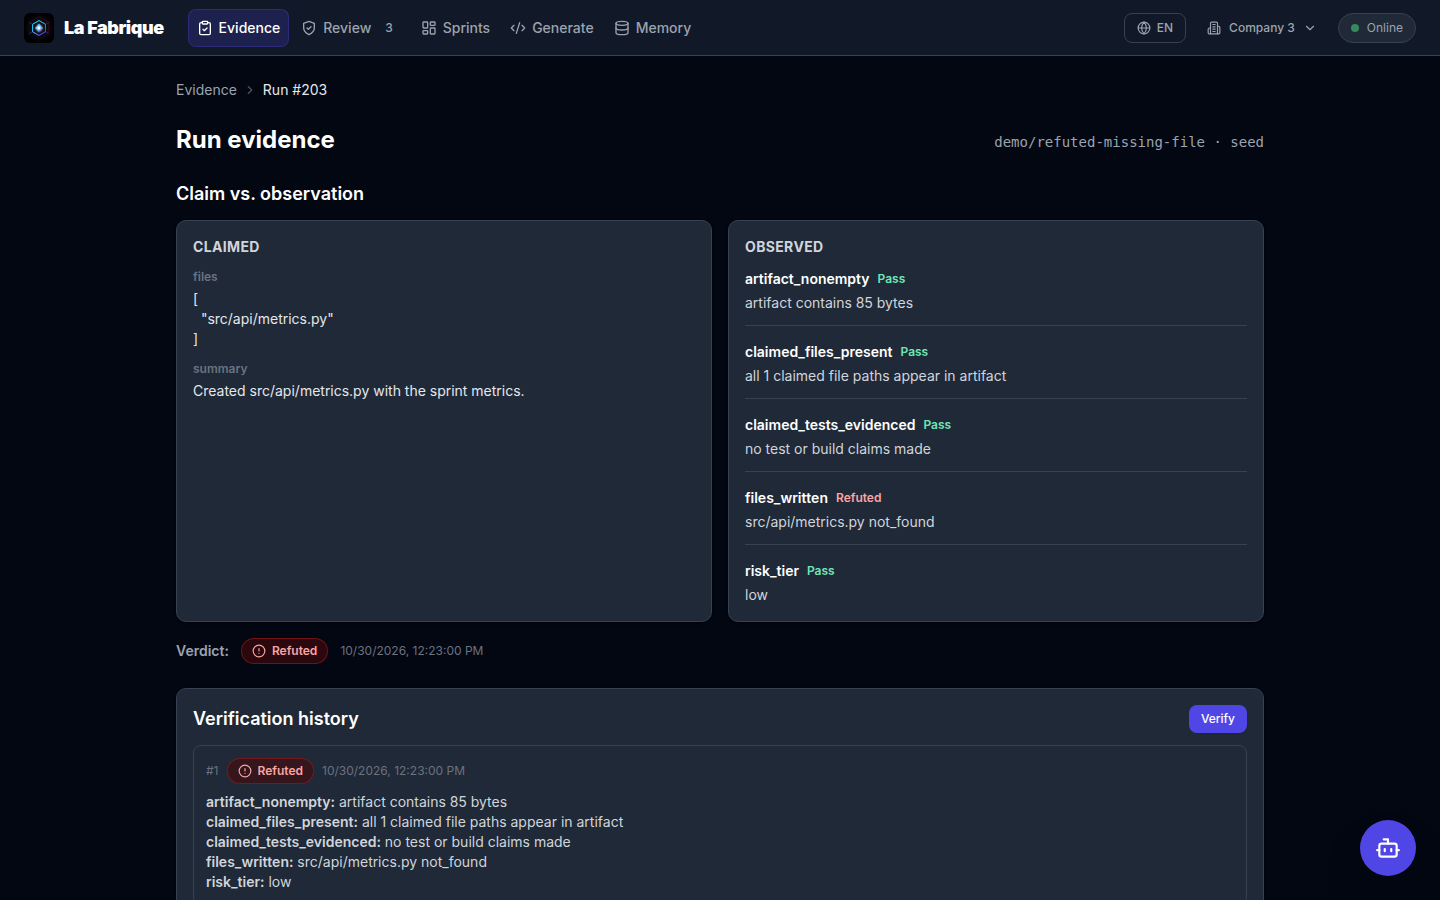 La Fabrique
Evidence
Review 3
Sprints
Generate
Memory
EN
Company 3
Online
Evidence > Run #203
Run evidence
demo/refuted-missing-file · seed
Claim vs. observation
CLAIMED
files
[
"src/api/metrics.py"
]
summary
Created src/api/metrics.py with the sprint metrics.
OBSERVED
artifact_nonempty Pass
artifact contains 85 bytes
claimed_files_present Pass
all 1 claimed file paths appear in artifact
claimed_tests_evidenced Pass
no test or build claims made
files_written Refuted
src/api/metrics.py not_found
risk_tier Pass
low
Verdict: Refuted 10/30/2026, 12:23:00 PM
Verification history
Verify
#1 Refuted 10/30/2026, 12:23:00 PM
artifact_nonempty: artifact contains 85 bytes
claimed_files_present: all 1 claimed file paths appear in artifact
claimed_tests_evidenced: no test or build claims made
files_written: src/api/metrics.py not_found
risk_tier: low